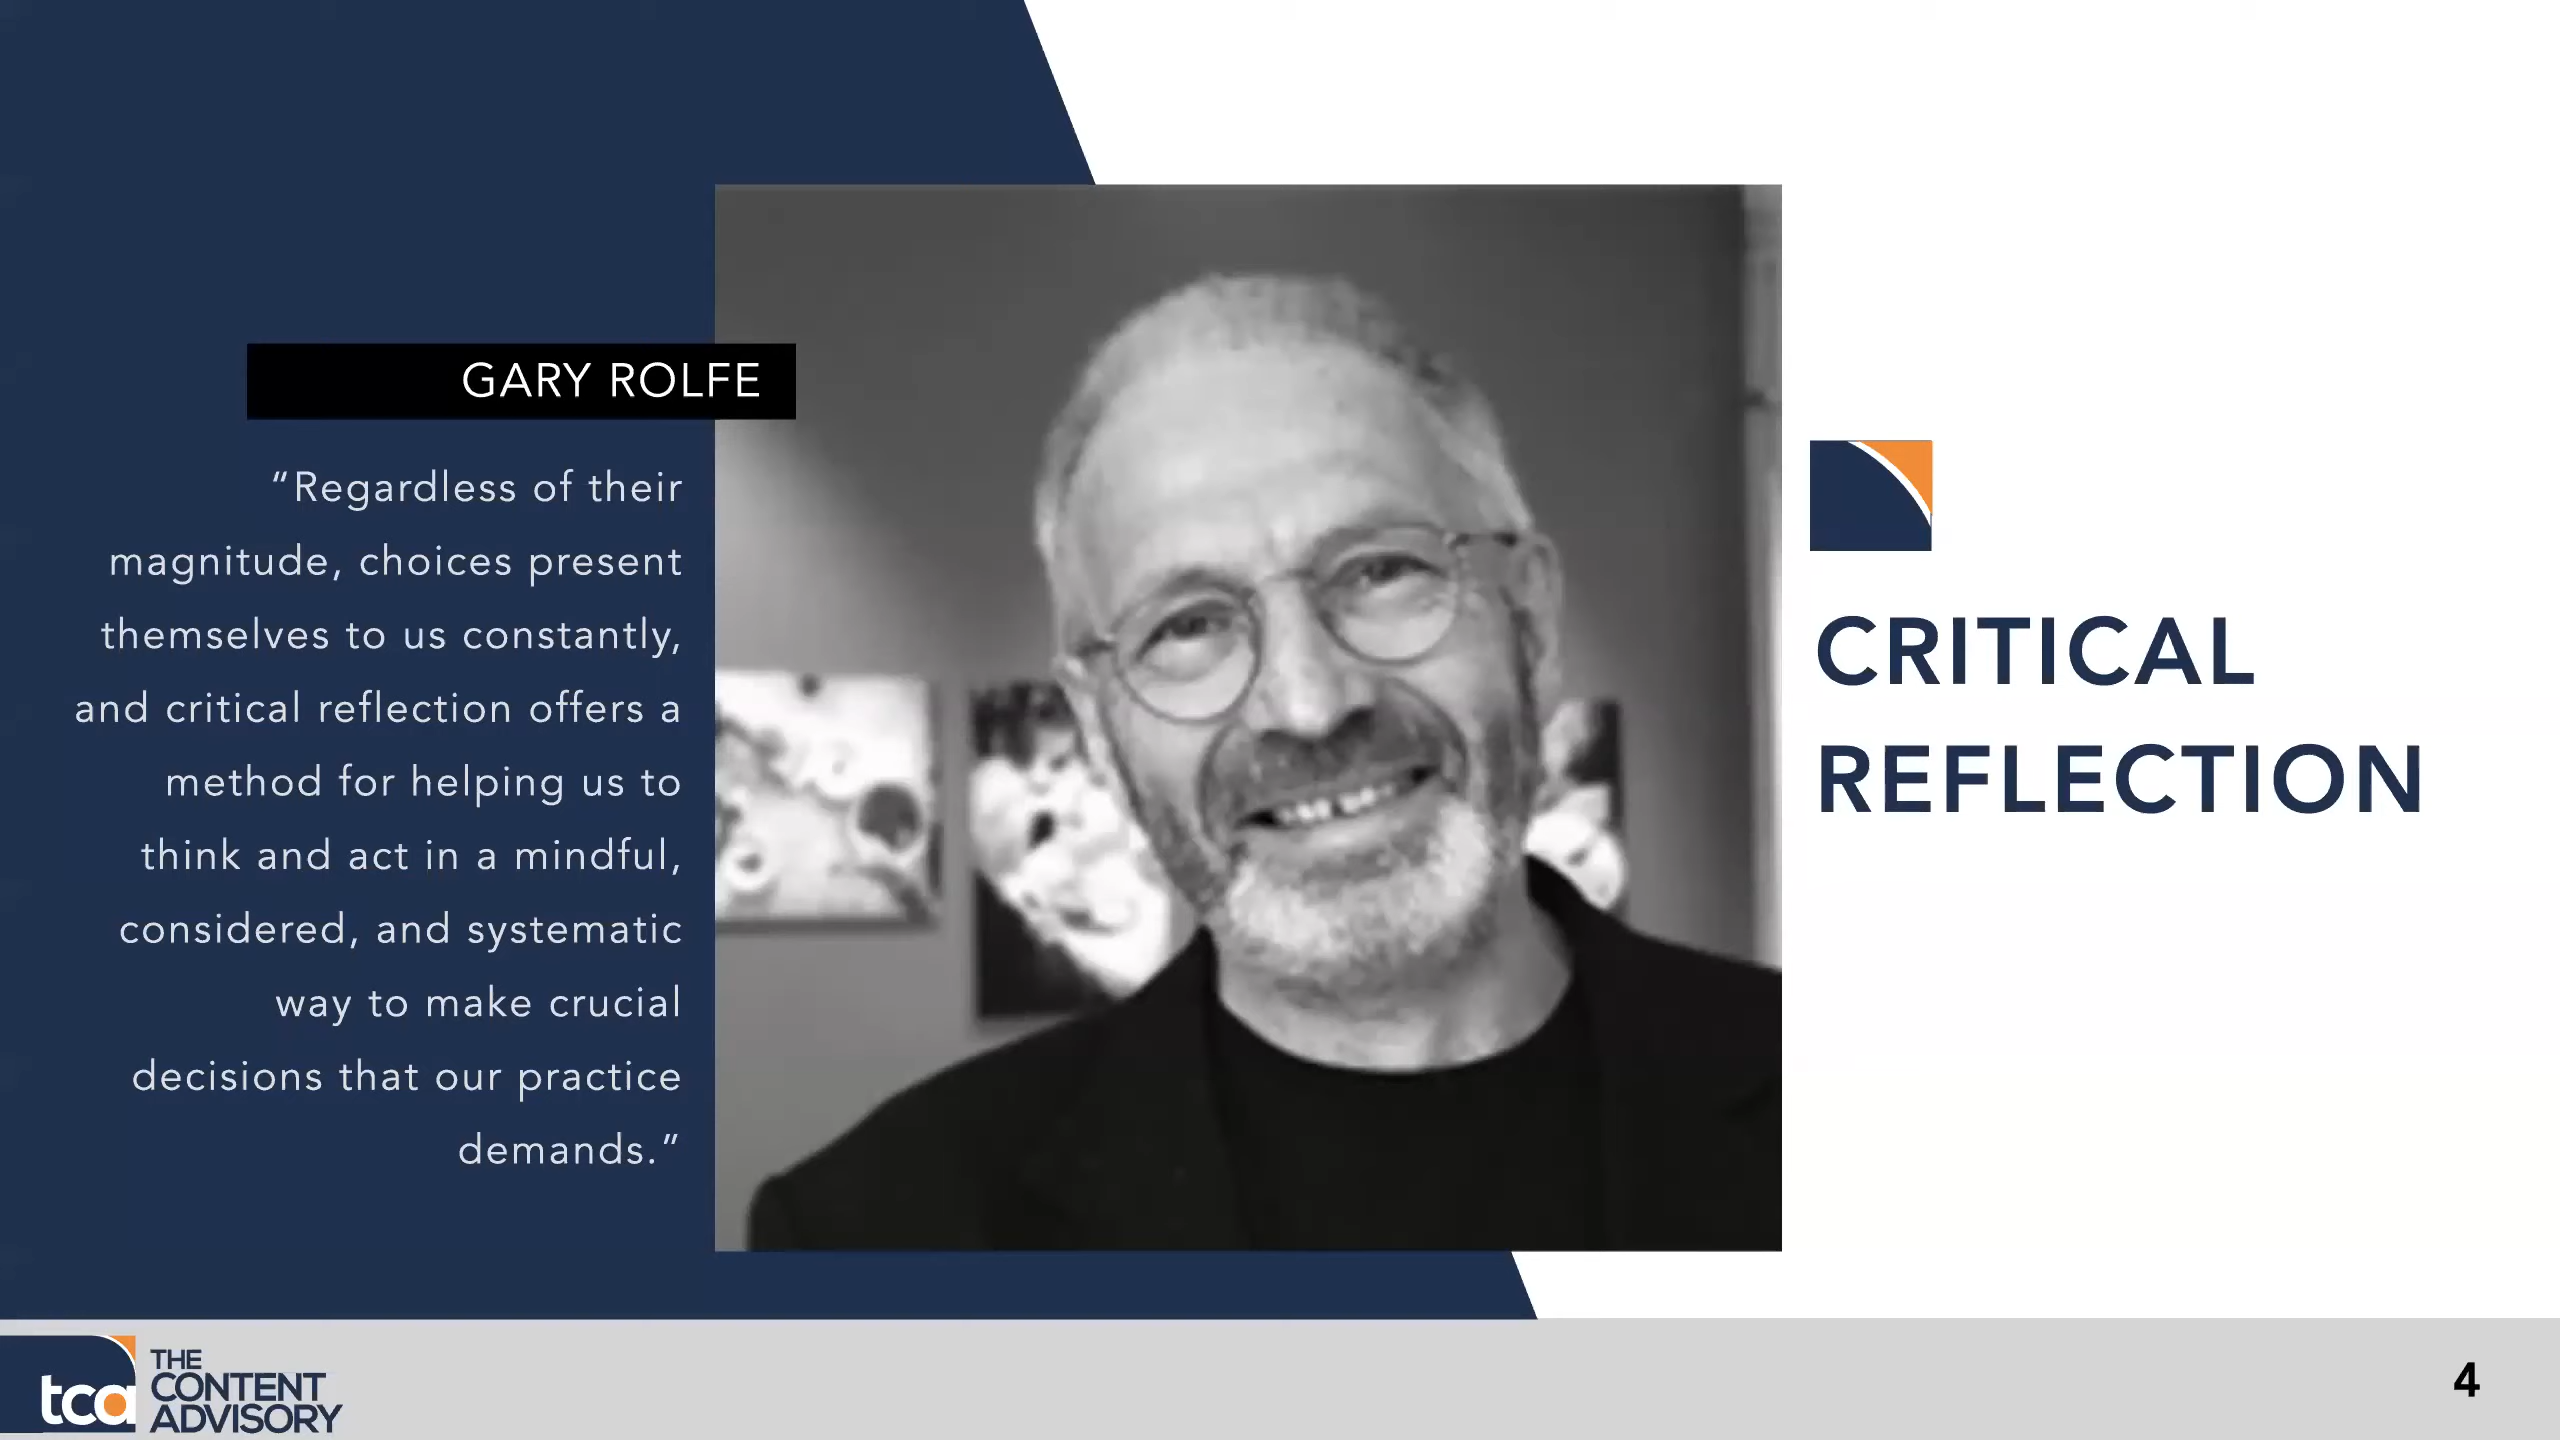 GARY ROLFE
“Regardless of their
magnitude, choices present
themselves to us constantly,
and critical reflection offers a
method for helping us to
think and act in a mindful,
considered, and systematic
way to make crucial
decisions that our practice
demands.”
CRITICAL
REFLECTION
tca
THE
CONTENT
ADVISORY
4